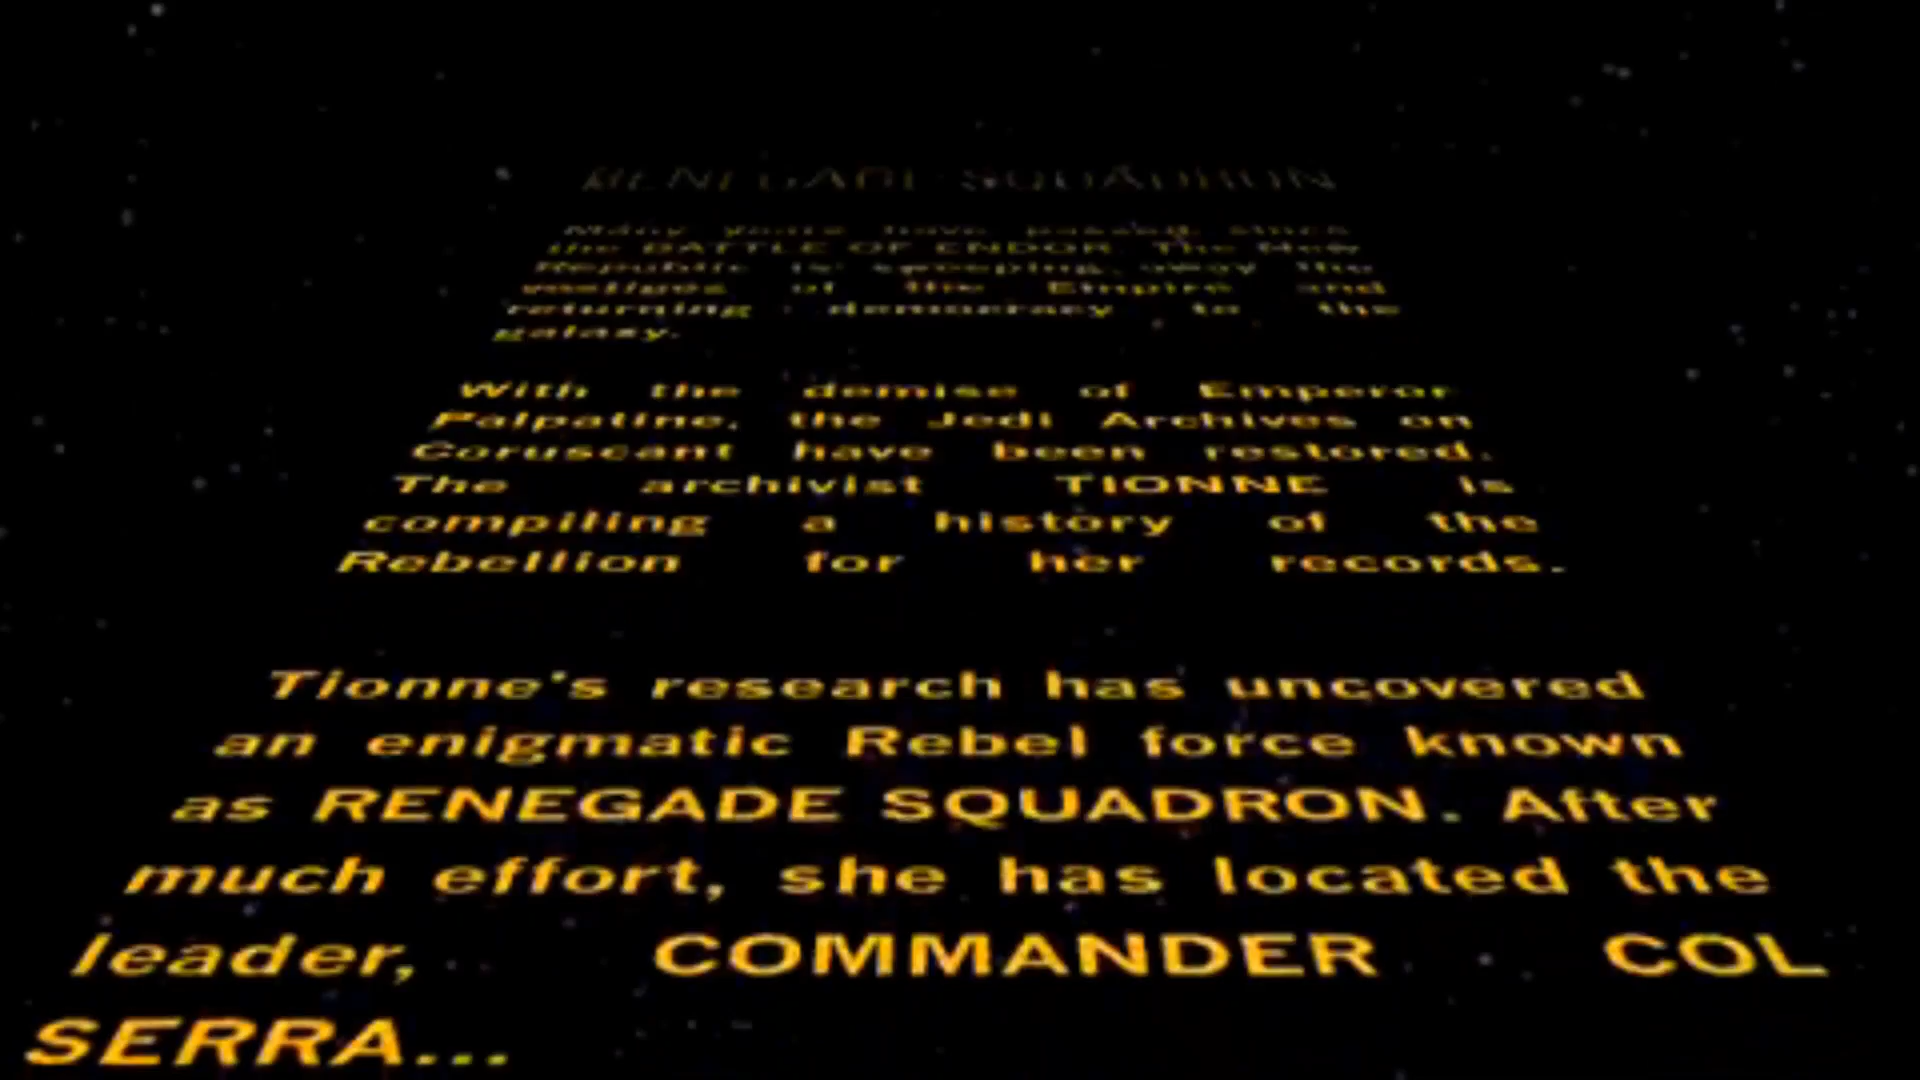 RENEGADE SQUADRON
Many years have passed since
the BATTLE OF ENDOR. The New
Republic is sweeping away the
vestiges of the Empire and
returning democracy to the
galaxy.
With the demise of Emperor
Palpatine, the Jedi Archives on
Coruscant have been restored.
The archivist TIONNE is
compiling a history of the
Rebellion for her records.
Tionne's research has uncovered
an enigmatic Rebel force known
as RENEGADE SQUADRON. After
much effort, she has located the
leader, COMMANDER COL
SERRA...